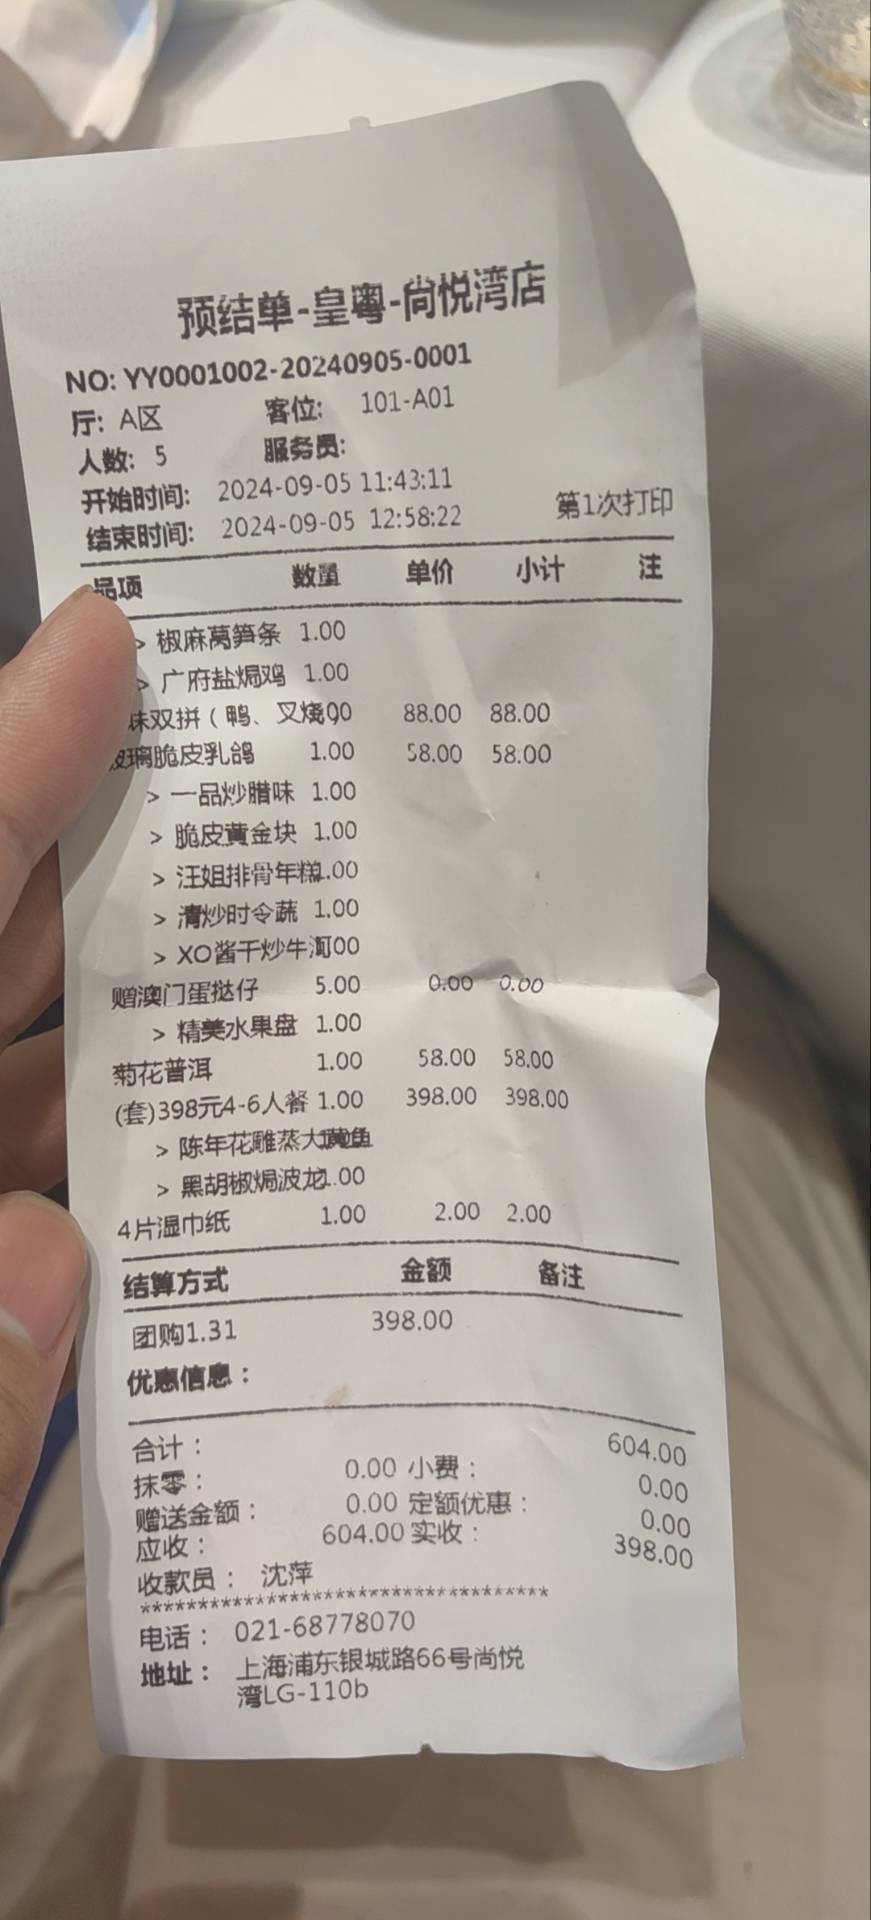 预结单-皇粤-尚悦湾店
NO: YY0001002-20240905-0001
厅: A区 客位: 101-A01
人数: 5 服务员:
开始时间: 2024-09-05 11:43:11
结束时间: 2024-09-05 12:58:22 第1次打印
品项 数量 单价 小计 注
> 椒麻莴笋条 1.00
> 广府盐焗鸡 1.00
味双拼(鸭、叉烧 00 88.00 88.00
玻璃脆皮乳鸽 1.00 58.00 58.00
> 一品炒腊味 1.00
> 脆皮黄金块 1.00
> 汪姐排骨年糕1.00
> 清炒时令蔬 1.00
> XO酱干炒牛河00
赠澳门蛋挞仔 5.00 0.00 0.00
> 精美水果盘 1.00
菊花普洱 1.00 58.00 58.00
(套)398元4-6人餐 1.00 398.00 398.00
> 陈年花雕蒸大黄鱼
> 黑胡椒焗波龙1.00
4片湿巾纸 1.00 2.00 2.00
结算方式 金额 备注
团购1.31 398.00
优惠信息：
合计： 604.00
抹零： 0.00 小费： 0.00
赠送金额： 0.00 定额优惠： 0.00
应收： 604.00 实收： 398.00
收款员： 沈萍
***********************************
电话： 021-68778070
地址： 上海浦东银城路66号尚悦
湾LG-110b